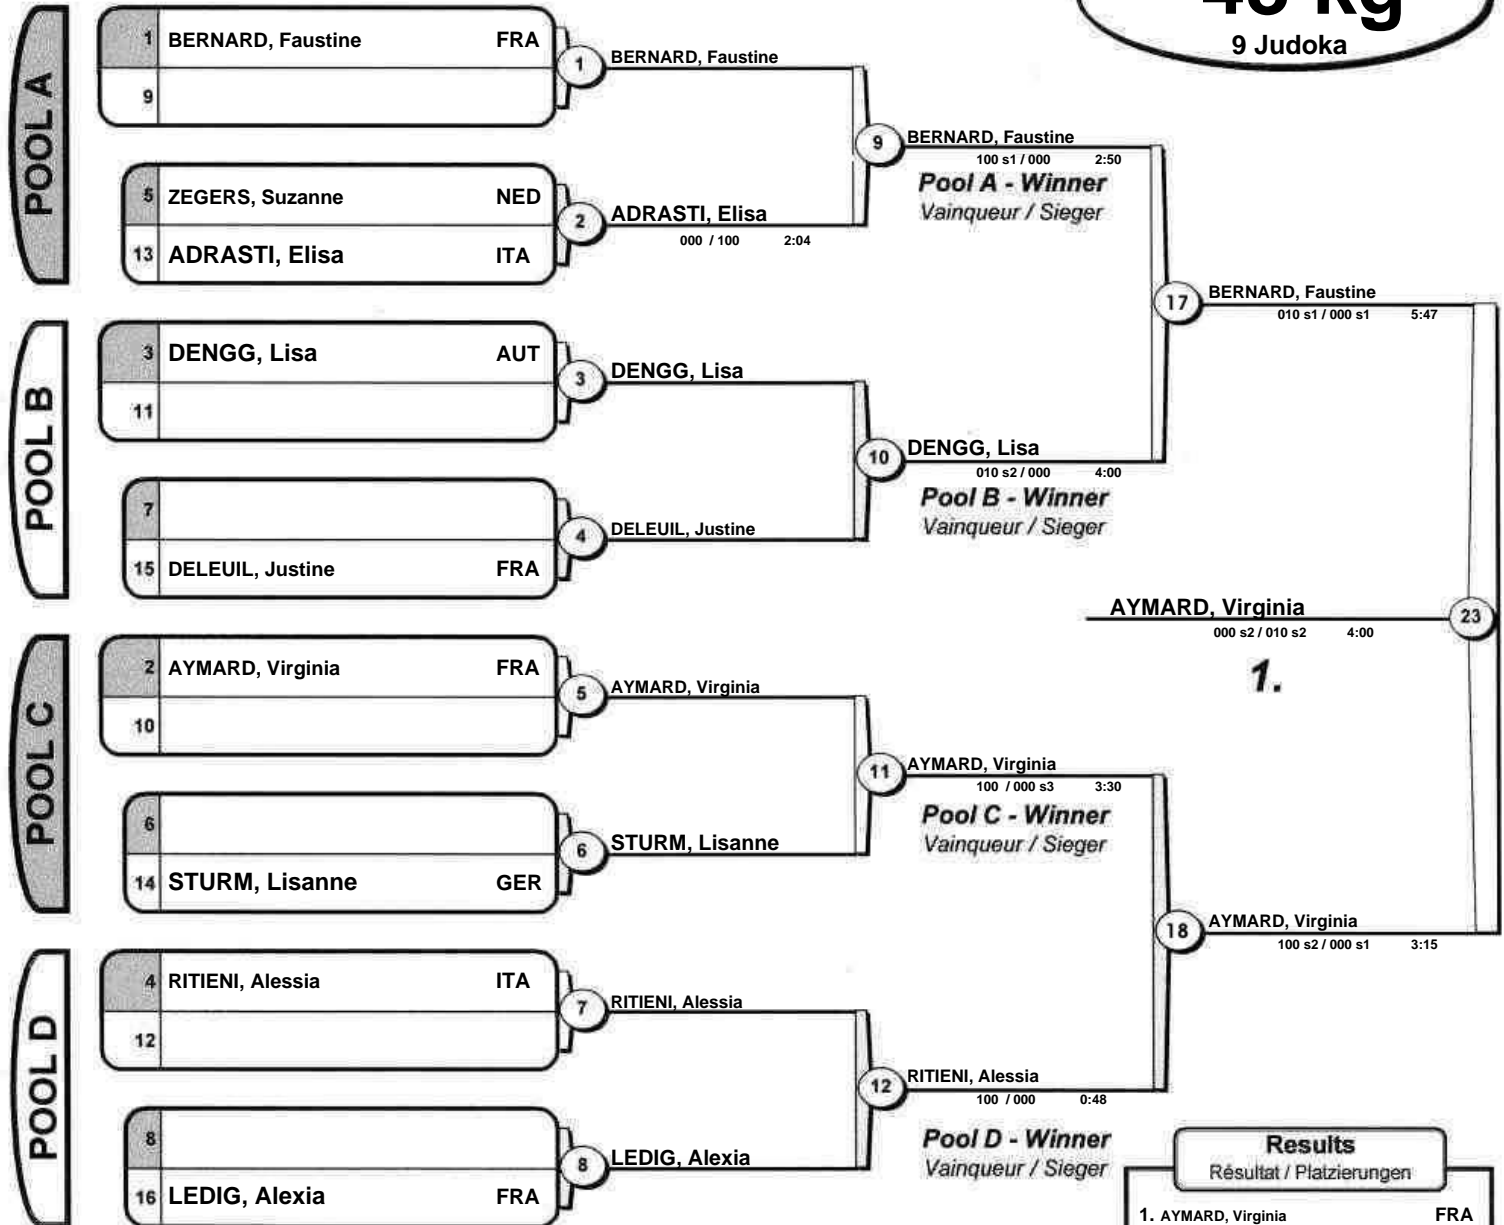 9 Judoka
POOL A
1 BERNARD, Faustine FRA
9
1 BERNARD, Faustine
5 ZEGERS, Suzanne NED
13 ADRASTI, Elisa ITA
2 ADRASTI, Elisa
000 / 100 2:04
9 BERNARD, Faustine
100 s1 / 000 2:50
Pool A - Winner
Vainqueur / Sieger
POOL B
3 DENGG, Lisa AUT
11
3 DENGG, Lisa
7
15 DELEUIL, Justine FRA
4 DELEUIL, Justine
10 DENGG, Lisa
010 s2 / 000 4:00
Pool B - Winner
Vainqueur / Sieger
17 BERNARD, Faustine
010 s1 / 000 s1 5:47
AYMARD, Virginia 23
000 s2 / 010 s2 4:00
1.
POOL C
2 AYMARD, Virginia FRA
10
5 AYMARD, Virginia
6
14 STURM, Lisanne GER
6 STURM, Lisanne
11 AYMARD, Virginia
100 / 000 s3 3:30
Pool C - Winner
Vainqueur / Sieger
18 AYMARD, Virginia
100 s2 / 000 s1 3:15
POOL D
4 RITIENI, Alessia ITA
12
7 RITIENI, Alessia
8
16 LEDIG, Alexia FRA
8 LEDIG, Alexia
12 RITIENI, Alessia
100 / 000 0:48
Pool D - Winner
Vainqueur / Sieger
Results
Résultat / Platzierungen
1. AYMARD, Virginia FRA